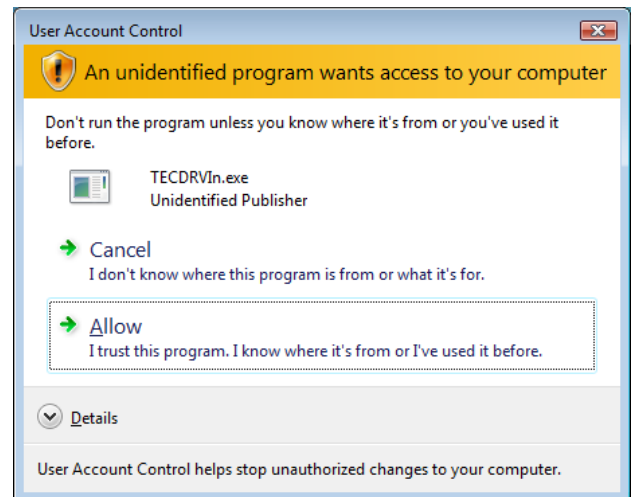 User Account Control
An unidentified program wants access to your computer
Don't run the program unless you know where it's from or you've used it
before.
TECDRVIn.exe
Unidentified Publisher
Cancel
I don't know where this program is from or what it's for.
Allow
I trust this program. I know where it's from or I've used it before.
Details
User Account Control helps stop unauthorized changes to your computer.